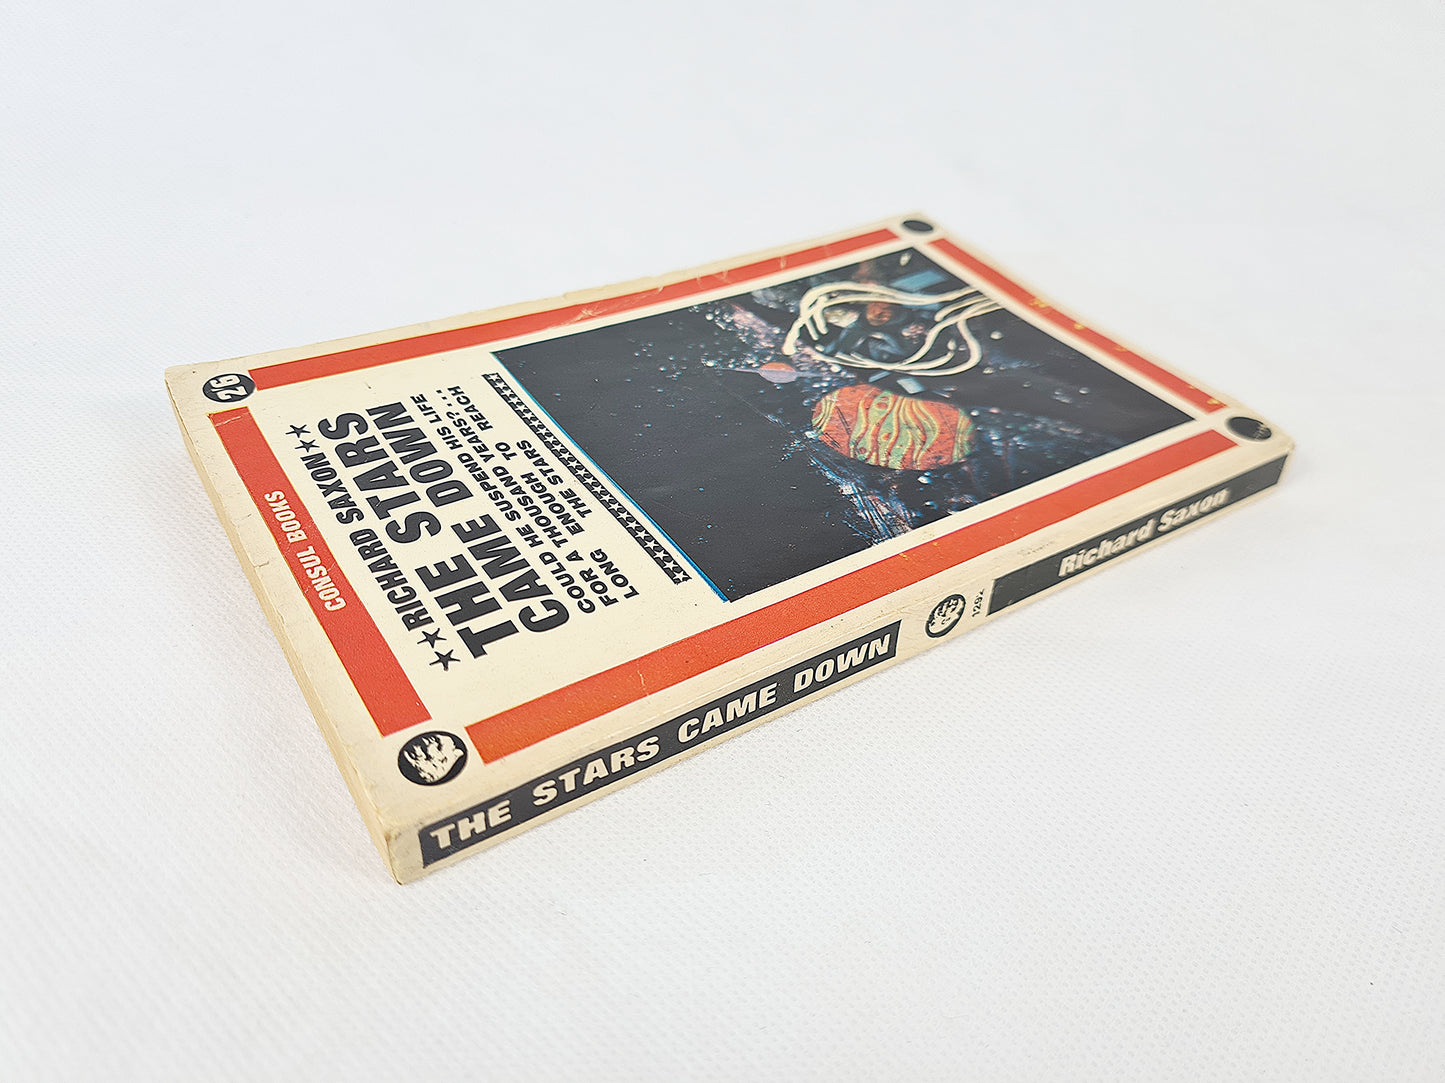 2/6
CONSUL BOOKS
★★RICHARD SAXON★★
THE STARS
CAME DOWN
COULD HE SUSPEND HIS LIFE
FOR A THOUSAND YEARS?...
LONG ENOUGH TO REACH
THE STARS
THE STARS CAME DOWN
1292
Richard Saxon